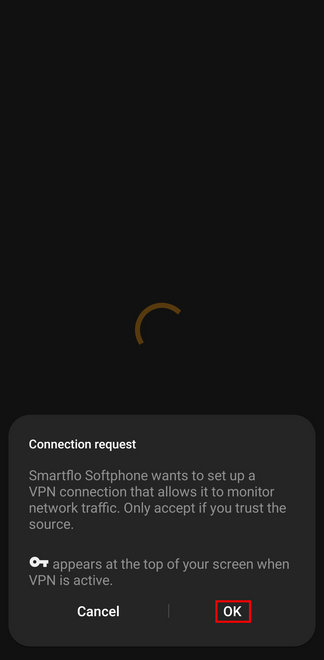 Connection request
Smartflo Softphone wants to set up a
VPN connection that allows it to monitor
network traffic. Only accept if you trust the
source.
appears at the top of your screen when
VPN is active.
Cancel
OK